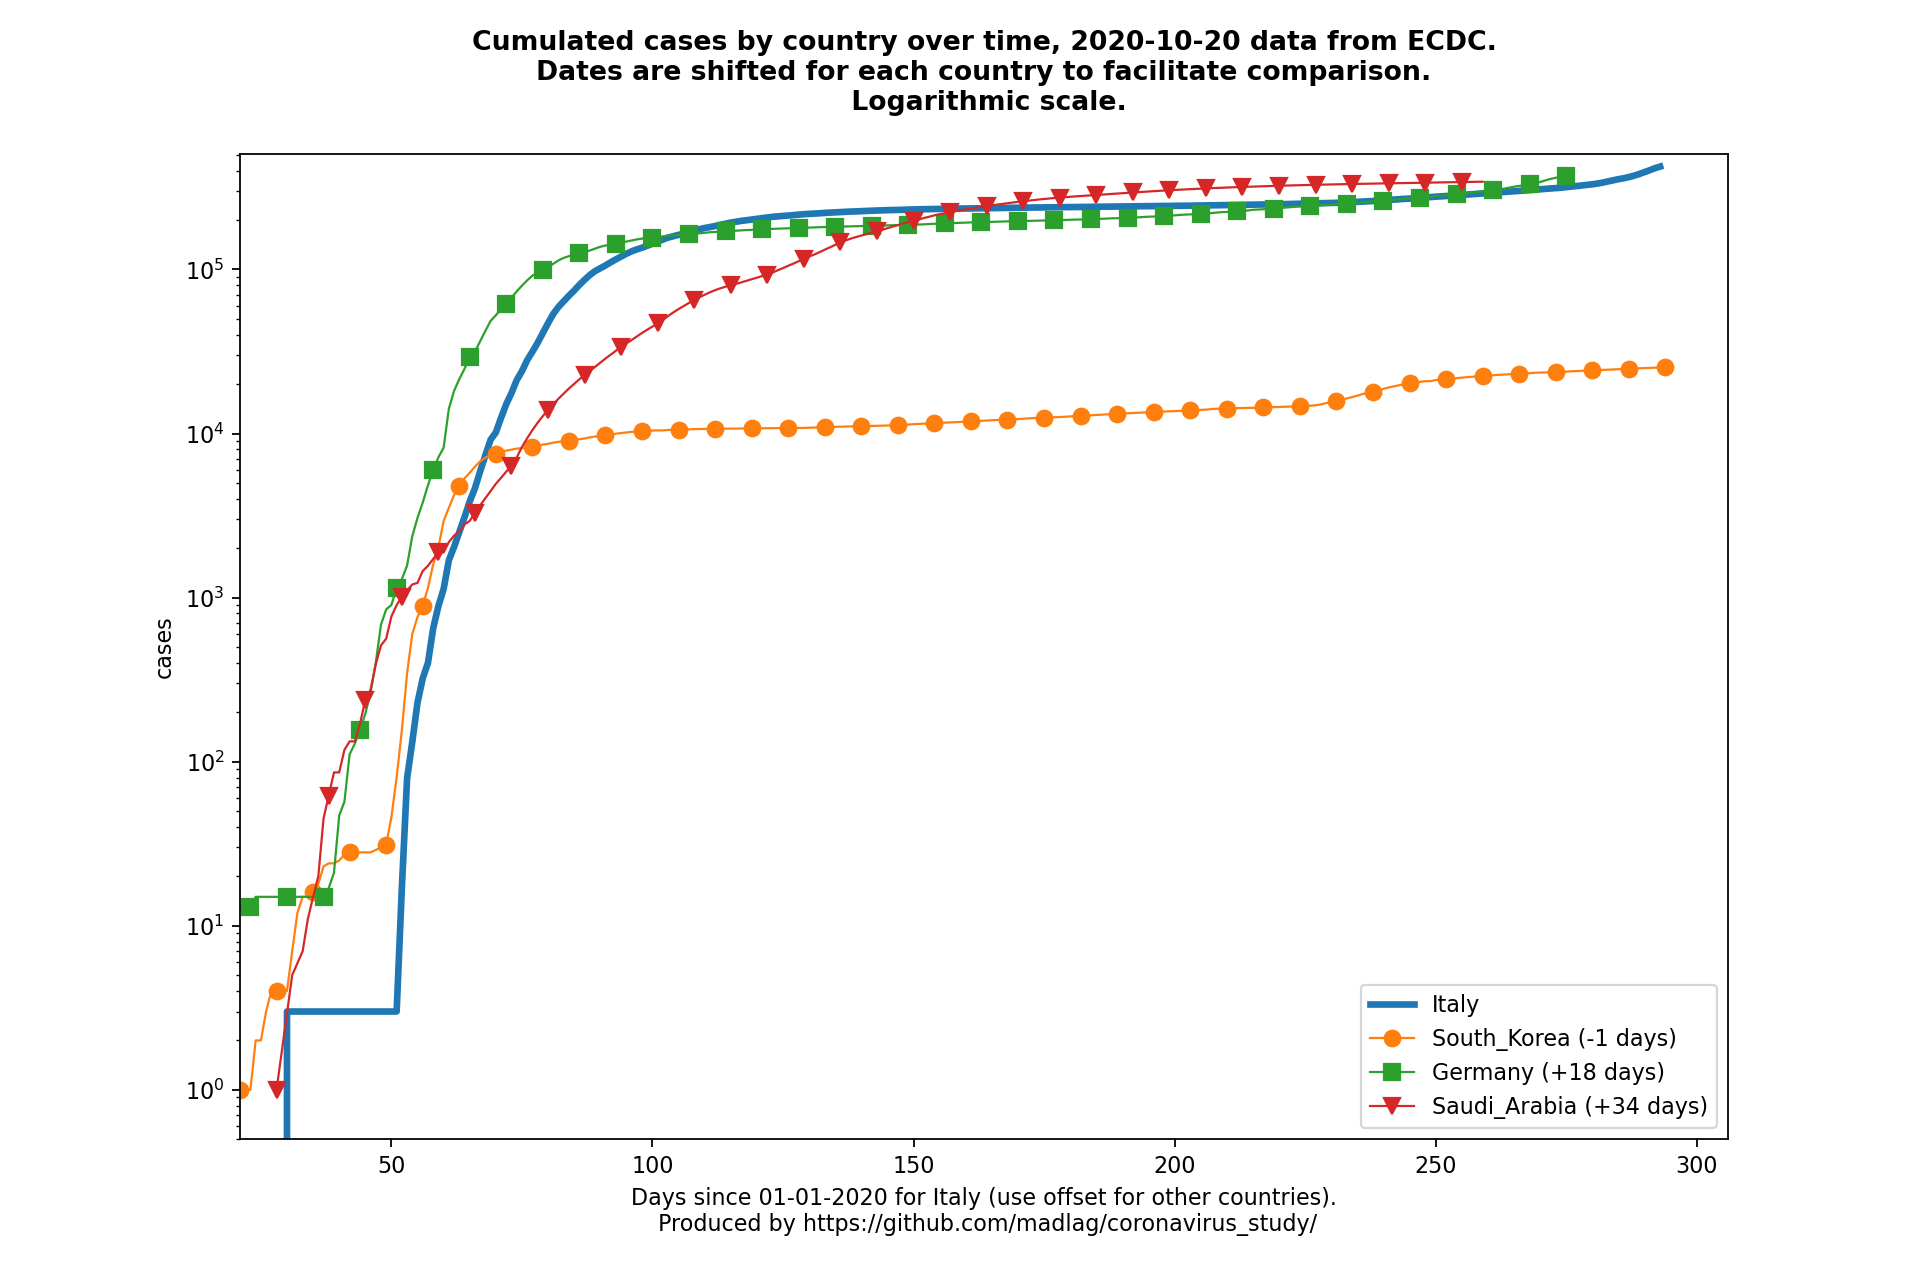 Cumulated cases by country over time, 2020-10-20 data from ECDC.
Dates are shifted for each country to facilitate comparison.
Logarithmic scale.
cases
10^5
10^4
10^3
10^2
10^1
10^0
50 100 150 200 250 300
Italy
South_Korea (-1 days)
Germany (+18 days)
Saudi_Arabia (+34 days)
Days since 01-01-2020 for Italy (use offset for other countries).
Produced by https://github.com/madlag/coronavirus_study/